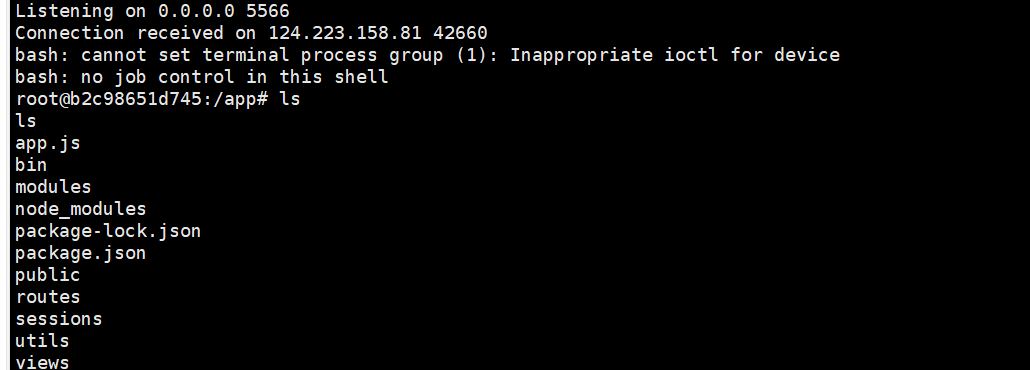 Listening on 0.0.0.0 5566
Connection received on 124.223.158.81 42660
bash: cannot set terminal process group (1): Inappropriate ioctl for device
bash: no job control in this shell
root@b2c98651d745:/app# ls
ls
app.js
bin
modules
node_modules
package-lock.json
package.json
public
routes
sessions
utils
views